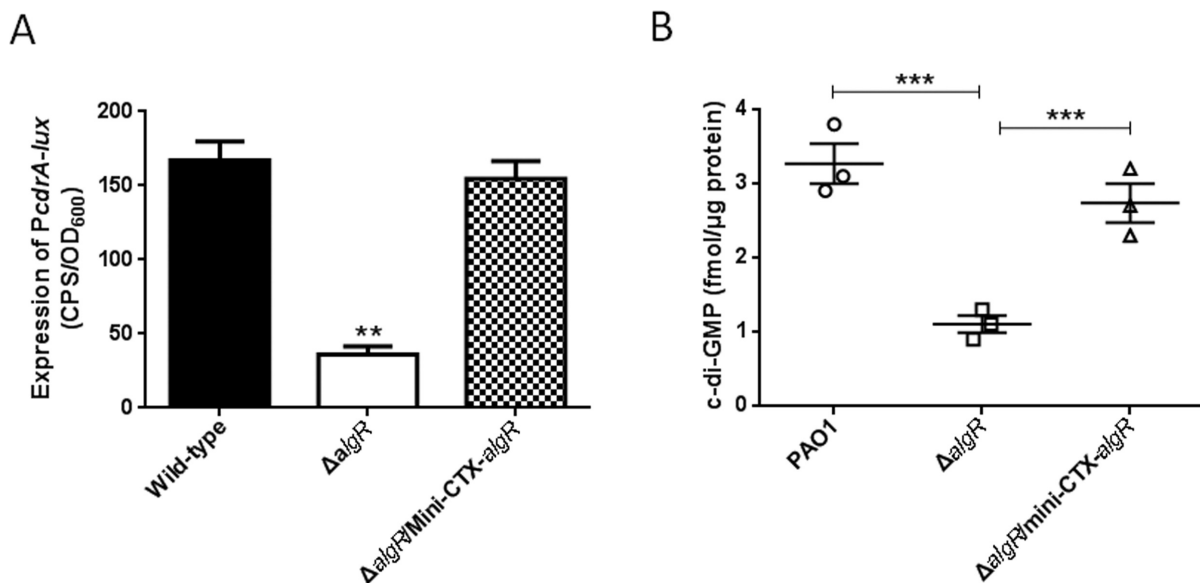 A
Expression of PcdrA-lux
(CPS/OD600)
200
150
100
50
0
**
Wild-type
ΔalgR
ΔalgR/Mini-CTX-algR
B
c-di-GMP (fmol/µg protein)
4
3
2
1
0
***
***
PAO1
ΔalgR
ΔalgR/mini-CTX-algR